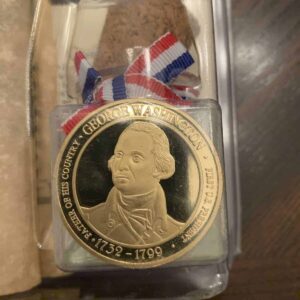 GEORGE WASHINGTON
FATHER OF HIS COUNTRY
FIRST U.S. PRESIDENT
1732 - 1799